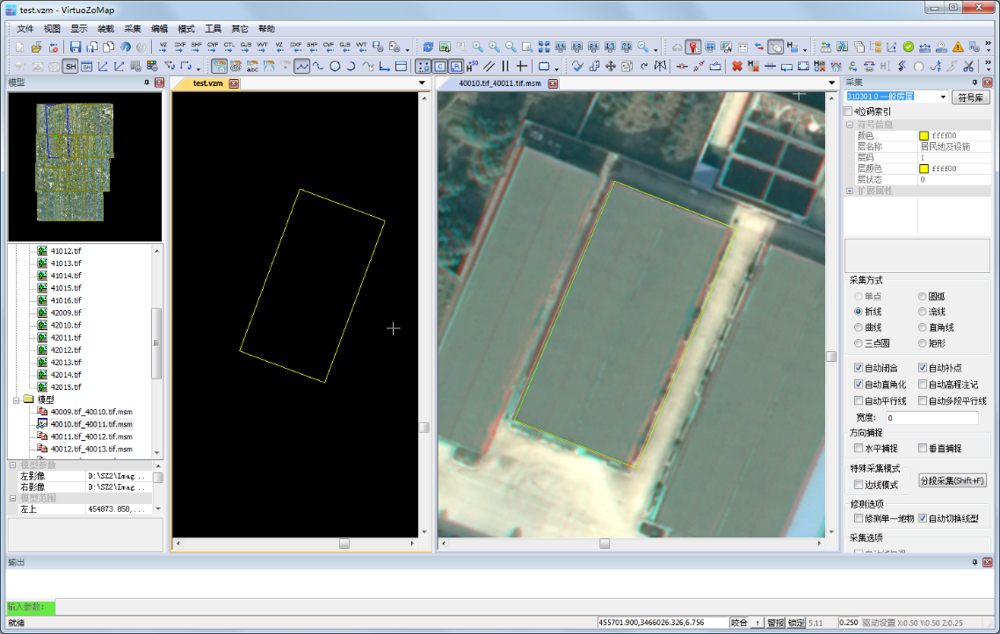 test.vzm - VirtuoZoMap
文件 视图 显示 装载 采集 编辑 模式 工具 其它 帮助
VZ DXF SHP CVF CTL GJB VVT VZ DXF SHP CVF GJB VVT
SH SH
abc
C R H+30
模型
test.vzm
40010.tif_40011.tif.msm
采集
41012.tif
41013.tif
41014.tif
41015.tif
41016.tif
42009.tif
42010.tif
42011.tif
42012.tif
42013.tif
42014.tif
42015.tif
模型
40009.tif_40010.tif.msm
40010.tif_40011.tif.msm
40011.tif_40012.tif.msm
40012.tif_40013.tif.msm
模型参数
左影像 D:\SZ2\Imag...
右影像 D:\SZ2\Imag...
模型范围
左上 454873.858,...
310301 0 一般房屋 符号库
4位码索引
符号信息
颜色 ffff00
层名称 居民地及设施
层码 1
层颜色 ffff00
层状态 0
扩展属性
采集方式
单点 圆弧
折线 流线
曲线 直角线
三点圆 矩形
自动闭合 自动补点
自动直角化 自动高程注记
自动平行线 自动多段平行线
宽度: 0
方向捕捉
水平捕捉 垂直捕捉
特殊采集模式
边线模式 分段采集(Shift+F)
修测选项
修测单一地物 自动切换线型
采集选项
输出
输入参数:
就绪
455701.900,3466026.326,6.756 咬合 ↑ 警报 锁定 5.11 0.250 驱动设置 X:0.50 Y:0.50 Z:0.25